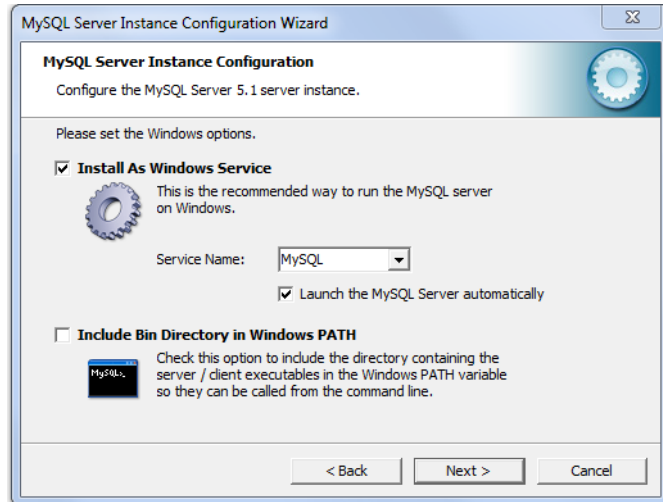 MySQL Server Instance Configuration Wizard
MySQL Server Instance Configuration
Configure the MySQL Server 5.1 server instance.
Please set the Windows options.
Install As Windows Service
This is the recommended way to run the MySQL server
on Windows.
Service Name: MySQL
Launch the MySQL Server automatically
Include Bin Directory in Windows PATH
MySQL>_
Check this option to include the directory containing the
server / client executables in the Windows PATH variable
so they can be called from the command line.
< Back Next > Cancel